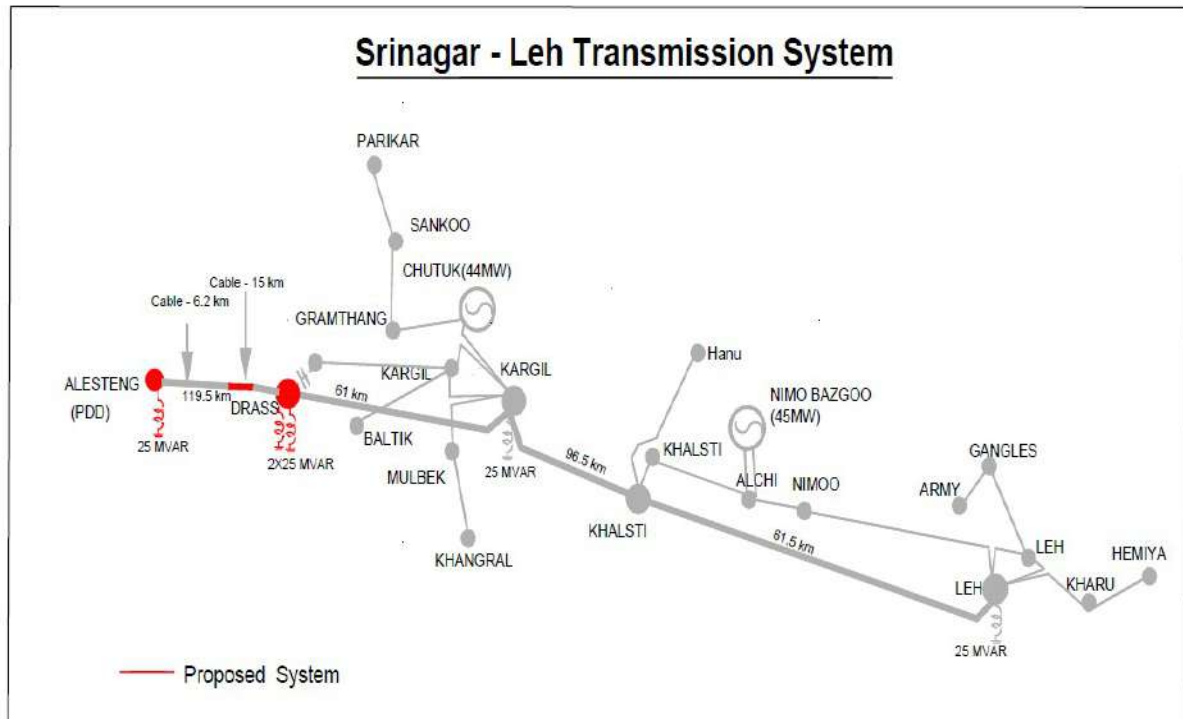 Srinagar - Leh Transmission System
PARIKAR
SANKOO
CHUTUK(44MW)
Cable - 15 km
Cable - 6.2 km
GRAMTHANG
Hanu
KARGIL
KARGIL
ALESTENG
(PDD)
119.5 km
DRASS
61 km
NIMO BAZGOO
(45MW)
25 MVAR
2X25 MVAR
BALTIK
MULBEK
25 MVAR
96.5 km
KHALSTI
ALCHI
NIMOO
GANGLES
ARMY
KHANGRAL
KHALSTI
61.5 km
LEH
HEMIYA
LEH
KHARU
25 MVAR
Proposed System